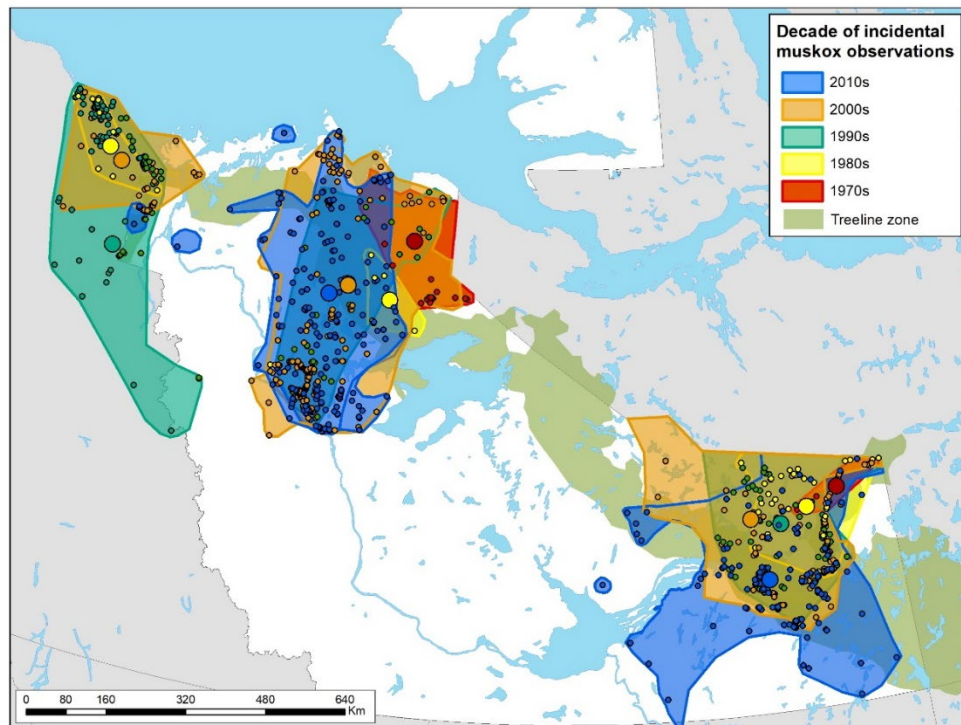 Decade of incidental
muskox observations
2010s
2000s
1990s
1980s
1970s
Treeline zone
0 80 160 320 480 640
Km